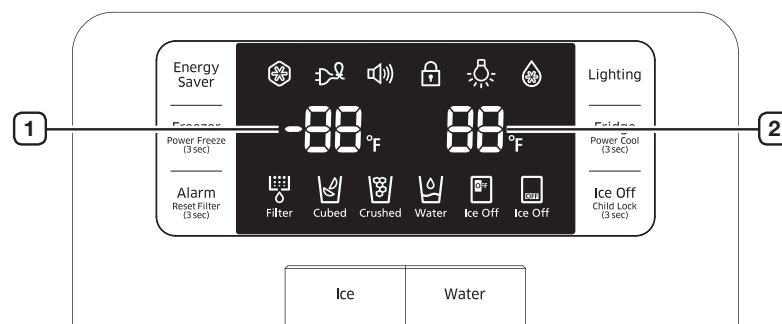 Energy
Saver
Lighting
1
Freezer
Power Freeze
(3 sec)
-88 °F
88 °F
Fridge
Power Cool
(3 sec)
2
Alarm
Reset Filter
(3 sec)
Filter
Cubed
Crushed
Water
OFF
Ice Off
OFF
Ice Off
Ice Off
Child Lock
(3 sec)
Ice
Water